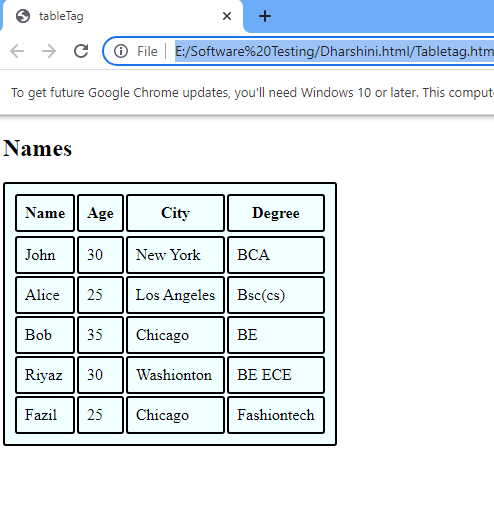 tableTag
File E:/Software%20Testing/Dharshini.html/Tabletag.htm
To get future Google Chrome updates, you'll need Windows 10 or later. This comput
Names
Name Age City Degree
John 30 New York BCA
Alice 25 Los Angeles Bsc(cs)
Bob 35 Chicago BE
Riyaz 30 Washionton BE ECE
Fazil 25 Chicago Fashiontech